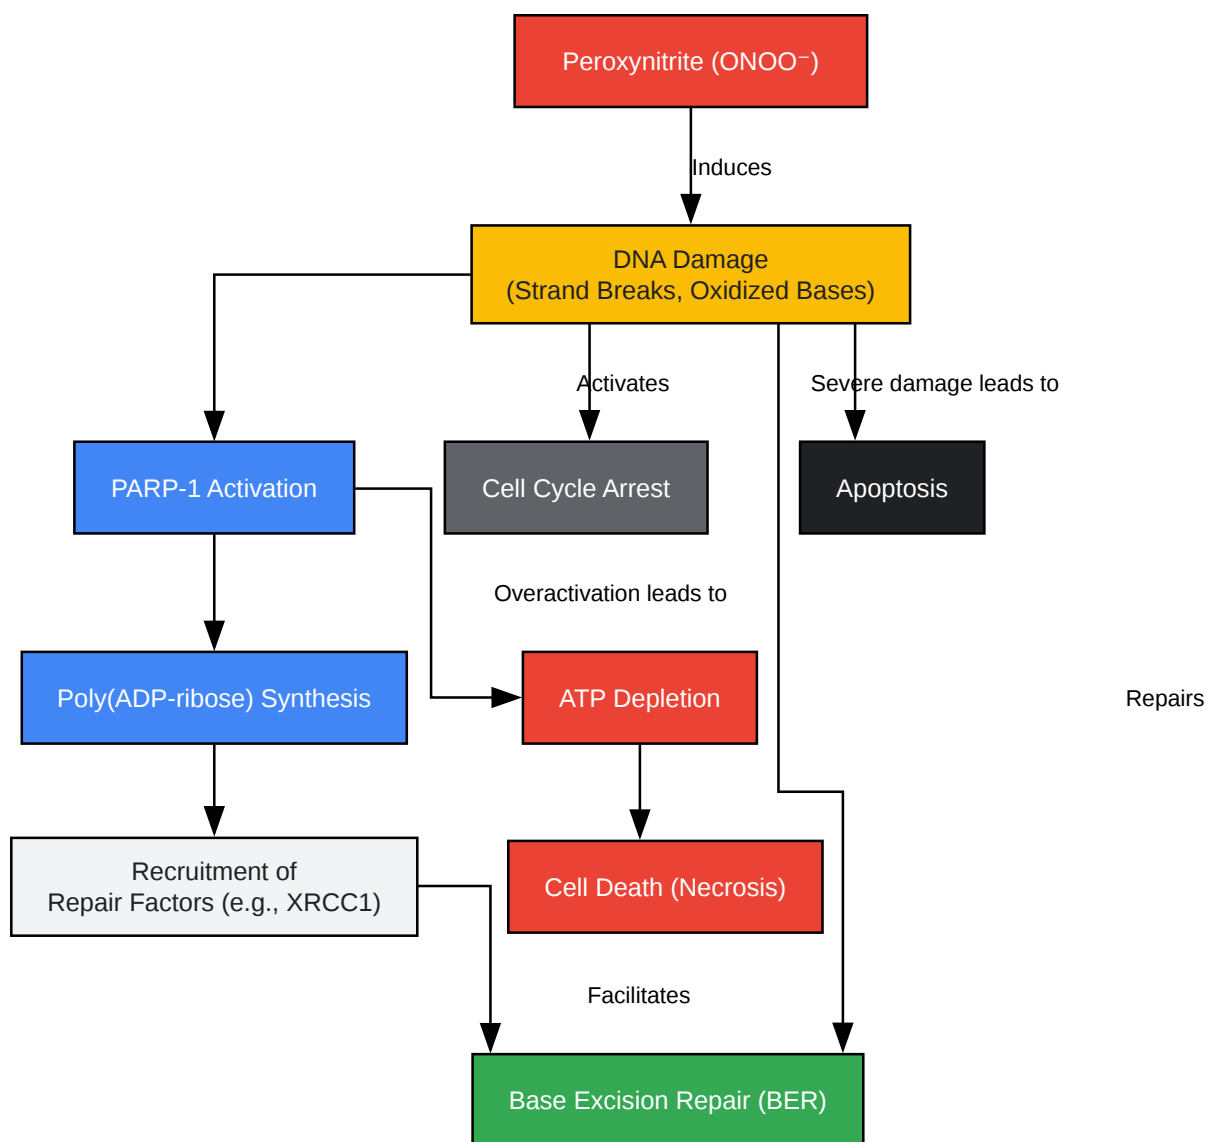 Peroxynitrite (ONOO⁻)
Induces
DNA Damage
(Strand Breaks, Oxidized Bases)
Activates
Severe damage leads to
PARP-1 Activation
Cell Cycle Arrest
Apoptosis
Overactivation leads to
Poly(ADP-ribose) Synthesis
ATP Depletion
Repairs
Recruitment of
Repair Factors (e.g., XRCC1)
Cell Death (Necrosis)
Facilitates
Base Excision Repair (BER)